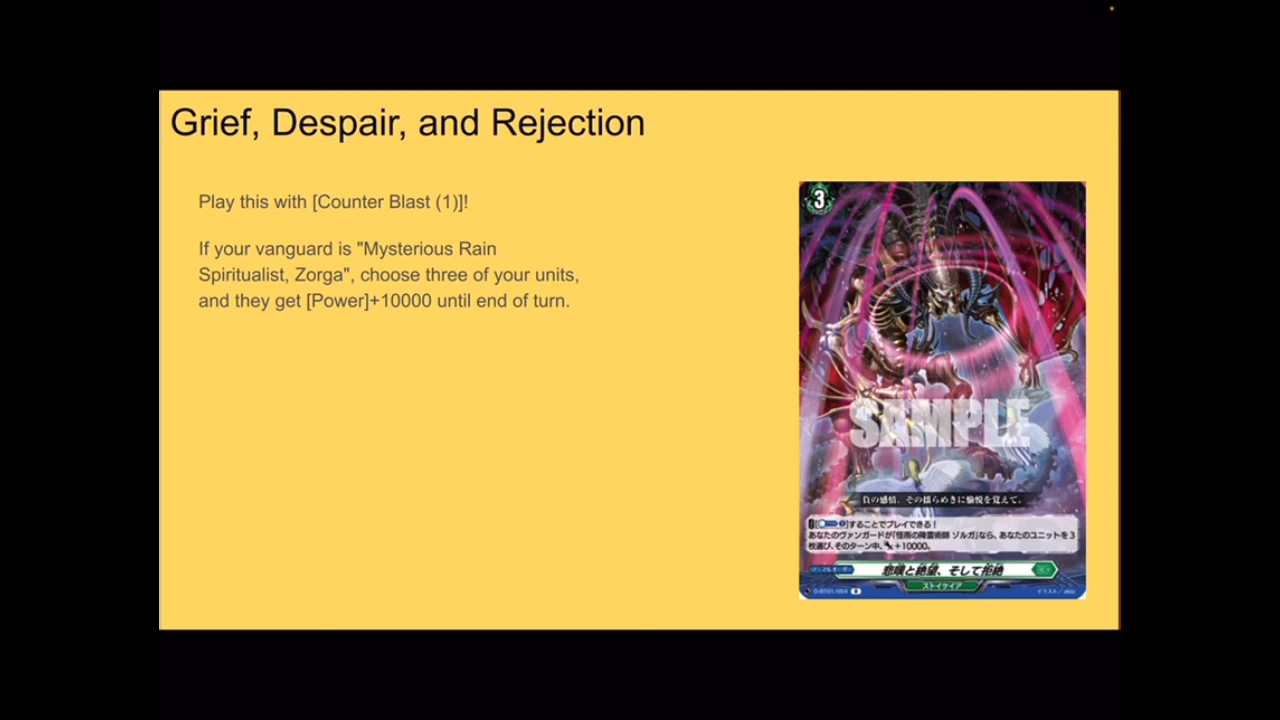 Grief, Despair, and Rejection
Play this with [Counter Blast (1)]!
If your vanguard is "Mysterious Rain
Spiritualist, Zorga", choose three of your units,
and they get [Power]+10000 until end of turn.
3
SAMPLE
負の感情。その揺らめきに愉悦を覚えて。
することでプレイできる！
あなたのヴァンガードが「怪雨の降霊術師 ゾルガ」なら、あなたのユニットを3
枚選び、そのターン中、+10000。
悲嘆と絶望、そして拒絶
ストイケイア